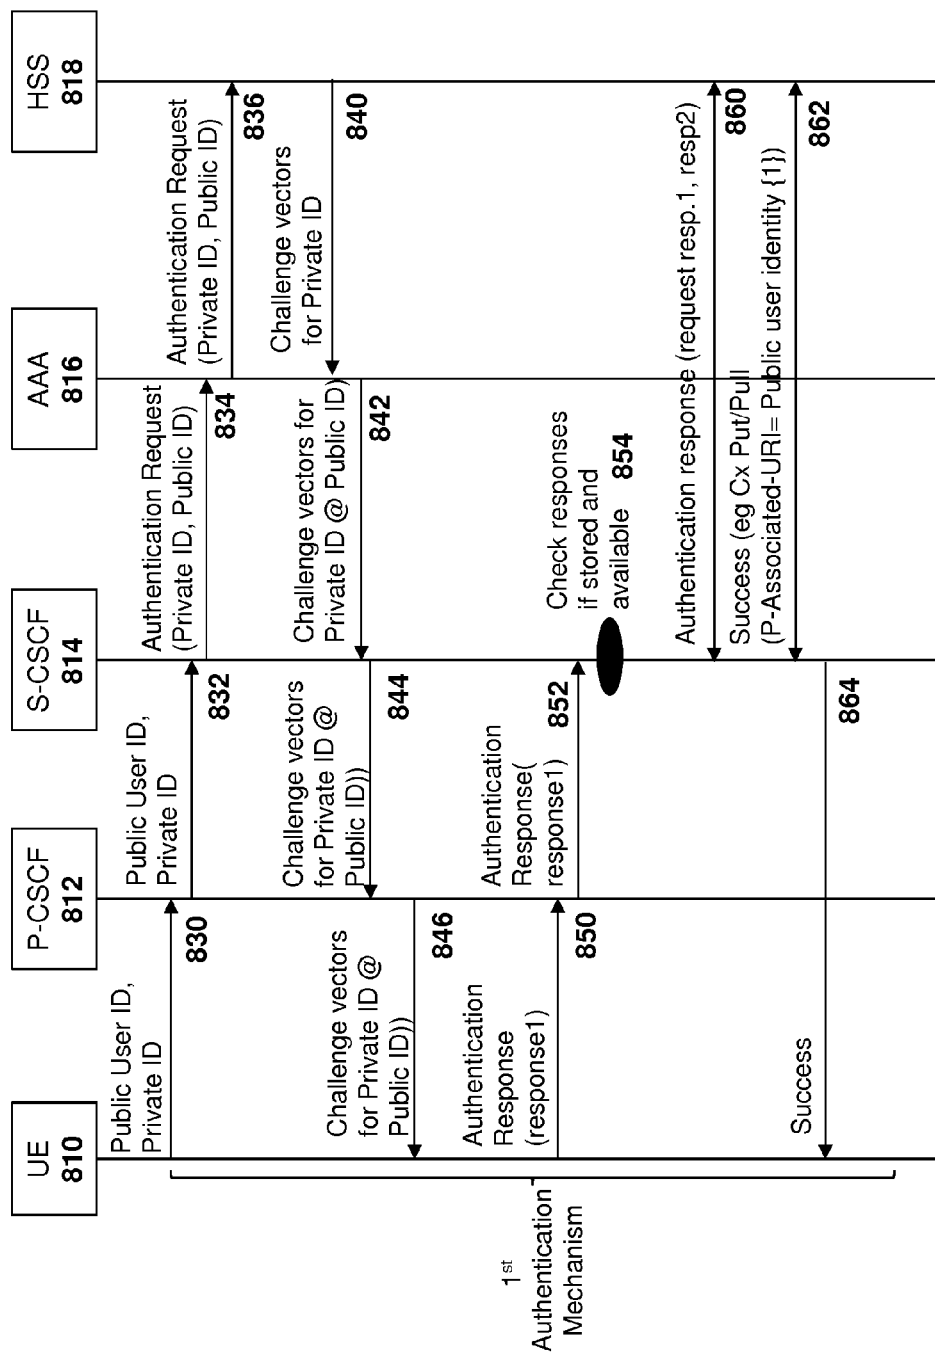 UE
810
P-CSCF
812
S-CSCF
814
AAA
816
HSS
818
Public User ID,
Private ID
830
Public User ID,
Private ID
832
Authentication Request
(Private ID, Public ID)
834
Authentication Request
(Private ID, Public ID)
836
Challenge vectors
for Private ID
840
Challenge vectors for
Private ID @ Public ID)
842
Challenge vectors
for Private ID @
Public ID))
844
Challenge vectors
for Private ID @
Public ID))
846
Authentication
Response
(response1)
850
Authentication
Response(
response1)
852
Check responses
if stored and
available 854
Authentication response (request resp.1, resp2)
860
Success (eg Cx Put/Pull
(P-Associated-URI= Public user identity {1})
862
Success
864
1st
Authentication
Mechanism